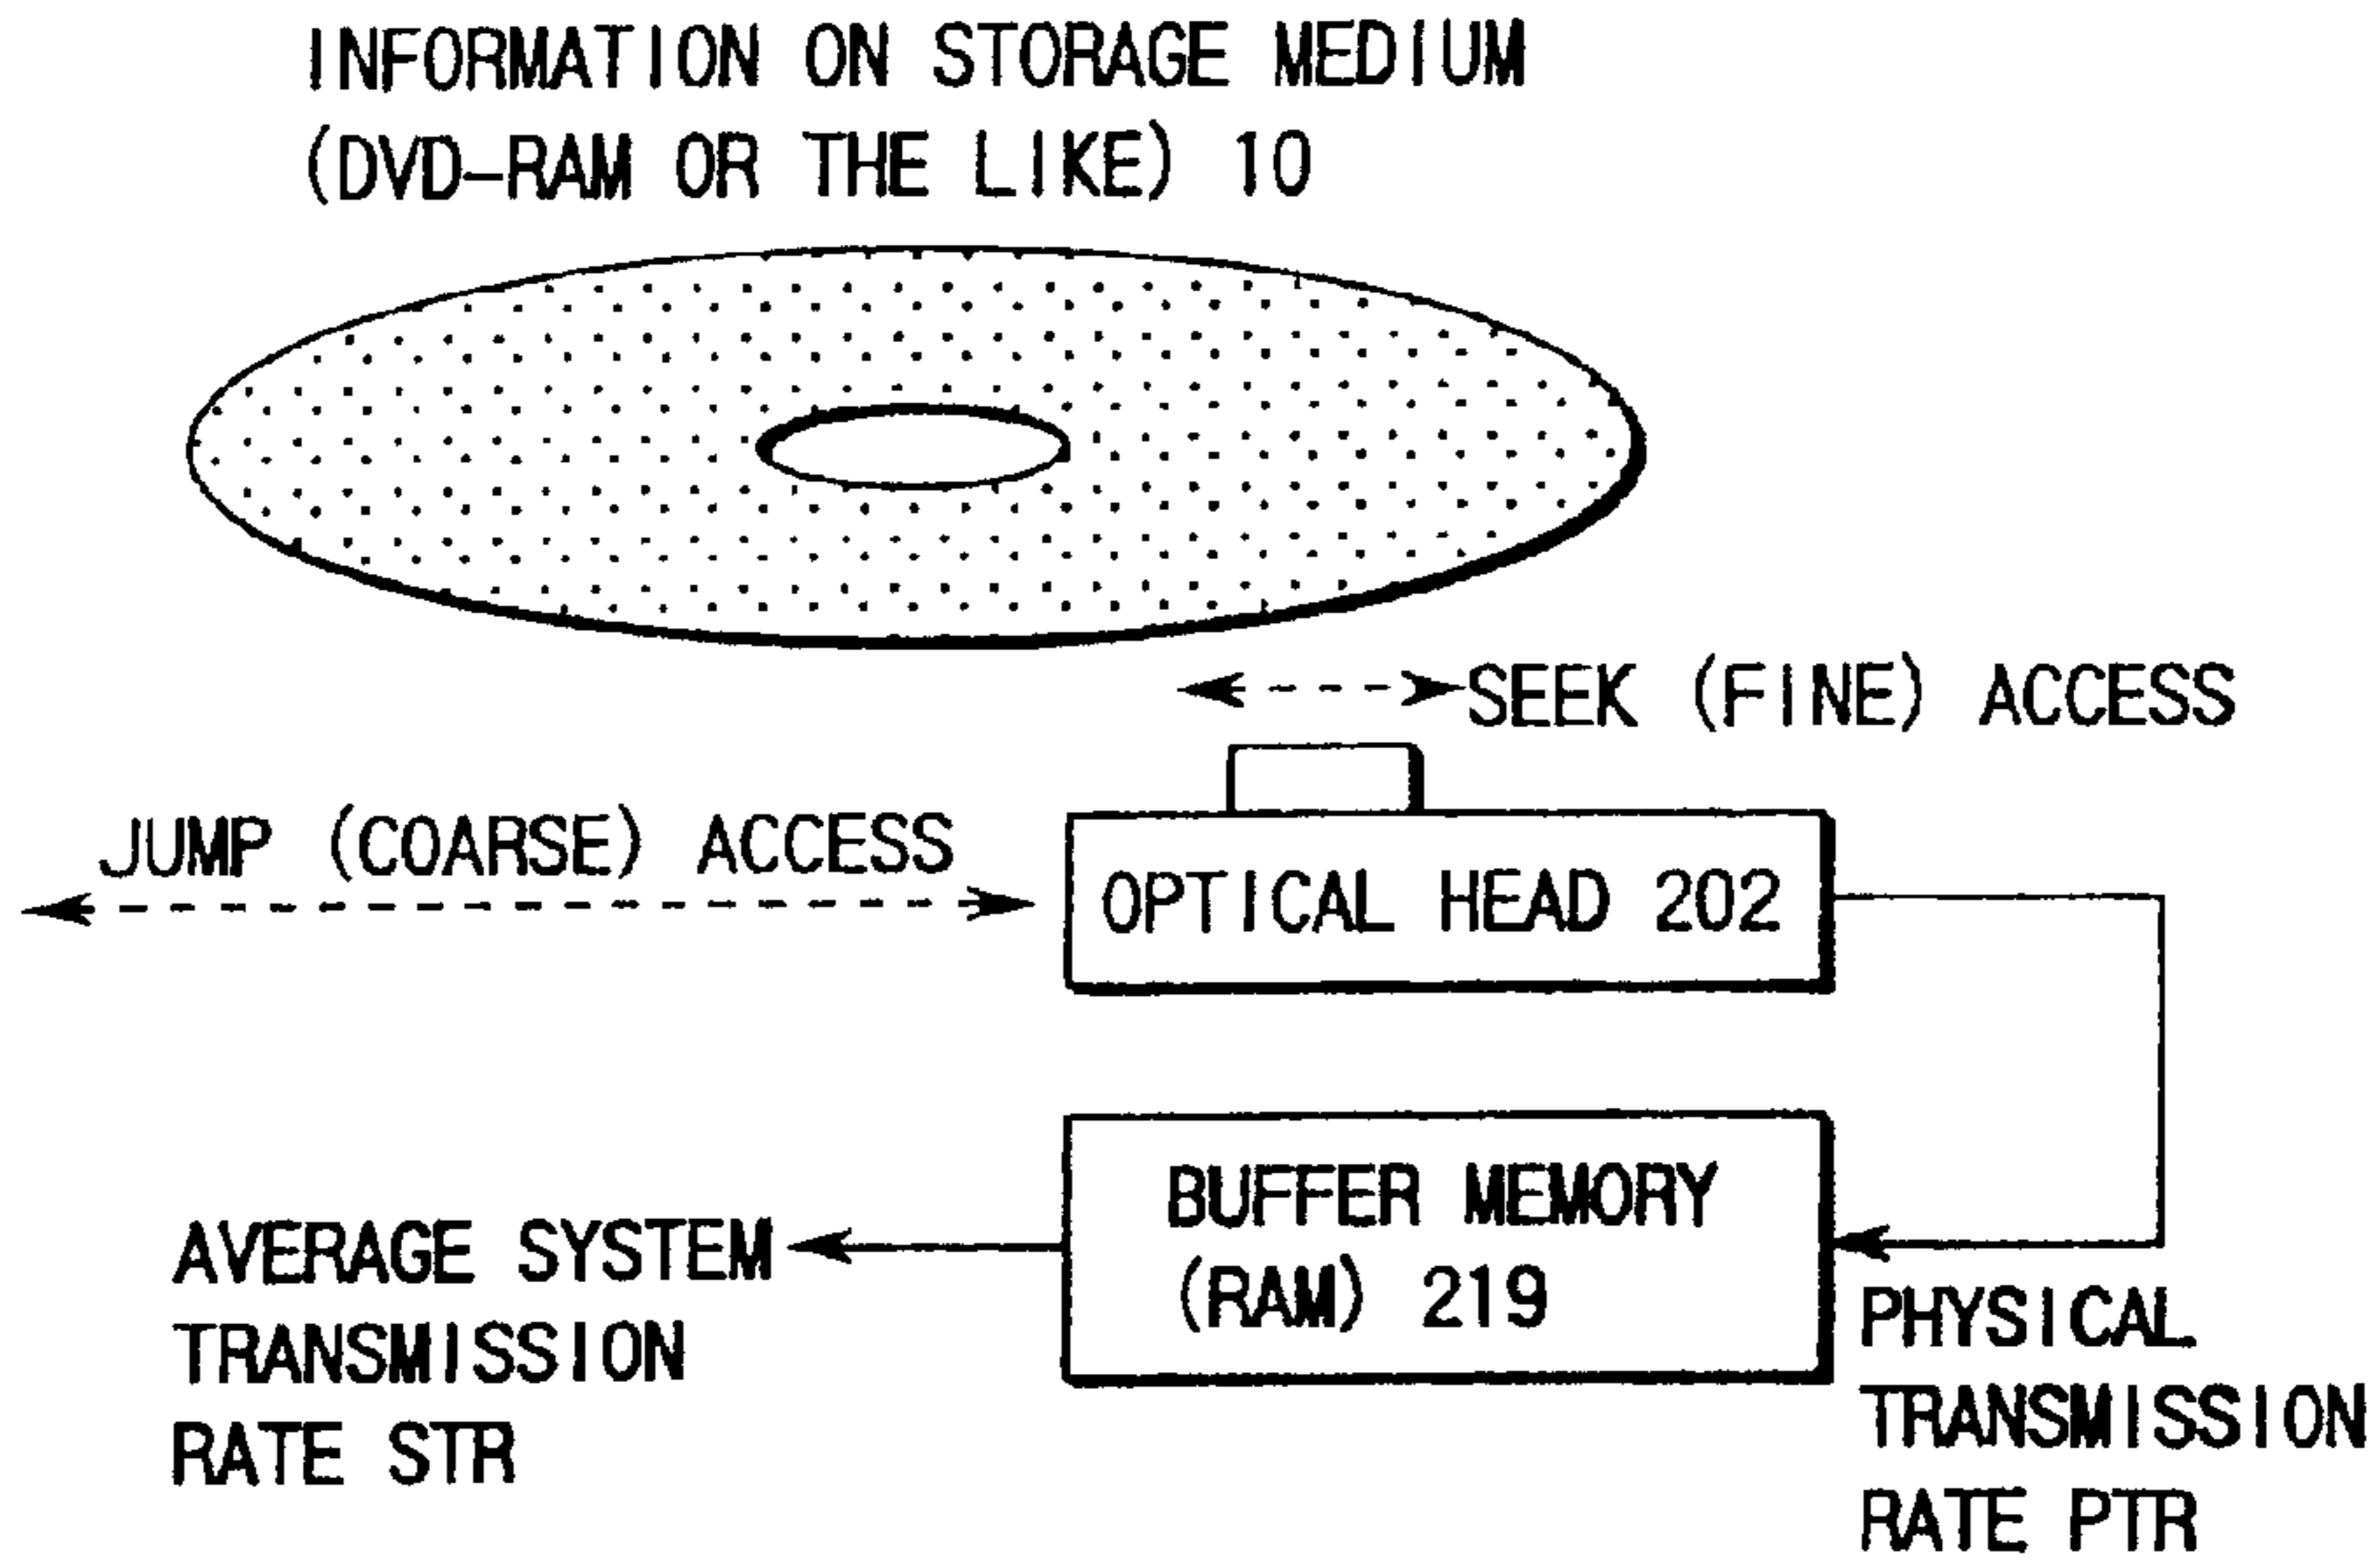 INFORMATION ON STORAGE MEDIUM
(DVD-RAM OR THE LIKE) 10
SEEK (FINE) ACCESS
JUMP (COARSE) ACCESS
OPTICAL HEAD 202
BUFFER MEMORY
(RAM) 219
AVERAGE SYSTEM
TRANSMISSION
RATE STR
PHYSICAL
TRANSMISSION
RATE PTR